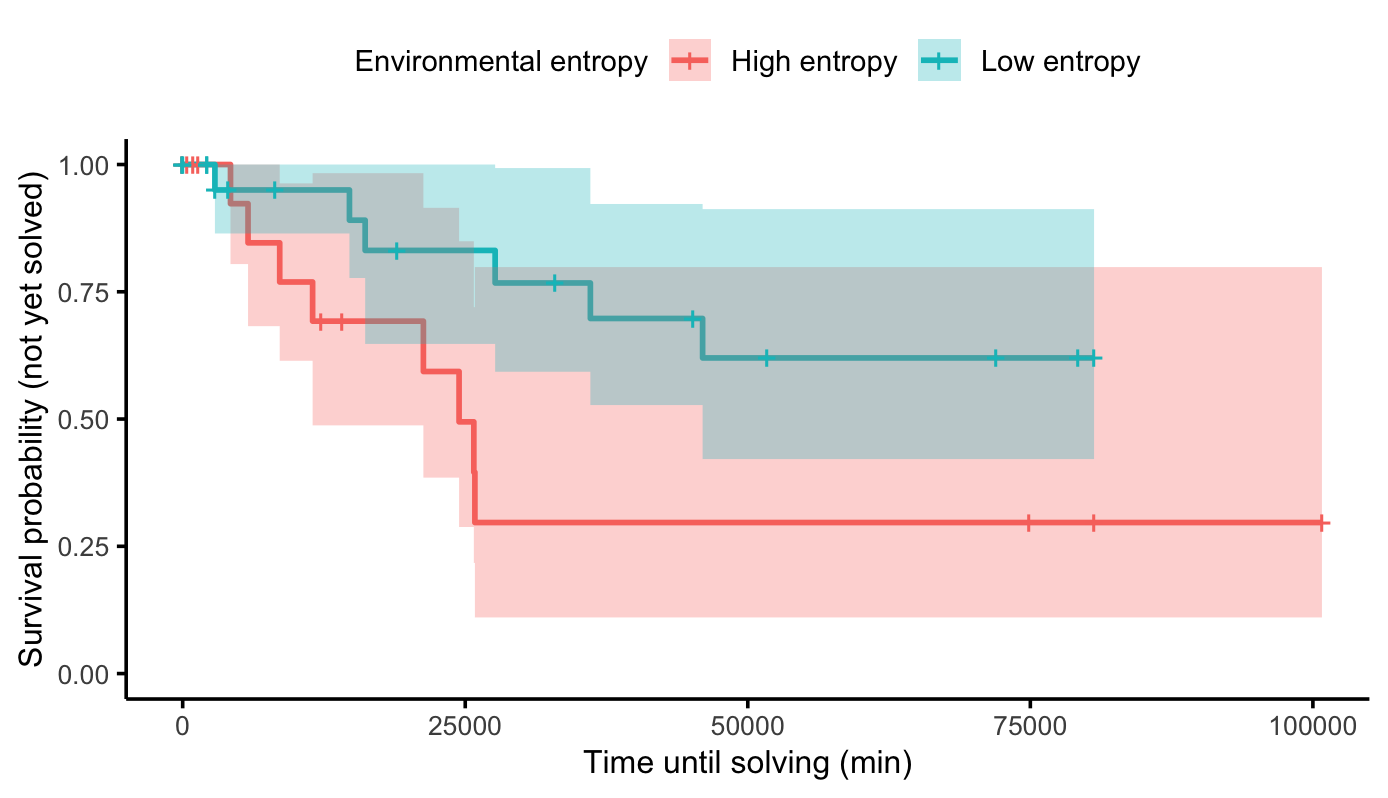 Environmental entropy High entropy Low entropy
Survival probability (not yet solved)
1.00
0.75
0.50
0.25
0.00
0 25000 50000 75000 100000
Time until solving (min)